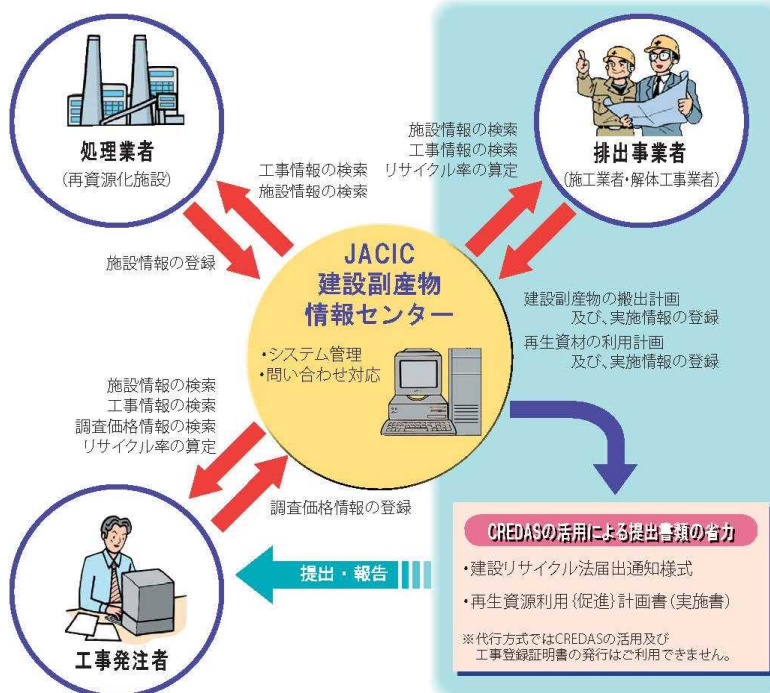 処理業者
(再資源化施設)
工事情報の検索
施設情報の検索
施設情報の登録
施設情報の検索
工事情報の検索
リサイクル率の算定
排出事業者
(施工業者・解体工事業者)
JACIC
建設副産物
情報センター
・システム管理
・問い合わせ対応
建設副産物の搬出計画
及び、実施情報の登録
再生資材の利用計画
及び、実施情報の登録
施設情報の検索
工事情報の検索
調査価格情報の検索
リサイクル率の算定
調査価格情報の登録
工事発注者
提出・報告
CREDASの活用による提出書類の省力
・建設リサイクル法届出通知様式
・再生資源利用{促進}計画書(実施書)
※代行方式ではCREDASの活用及び
工事登録証明書の発行はご利用できません。